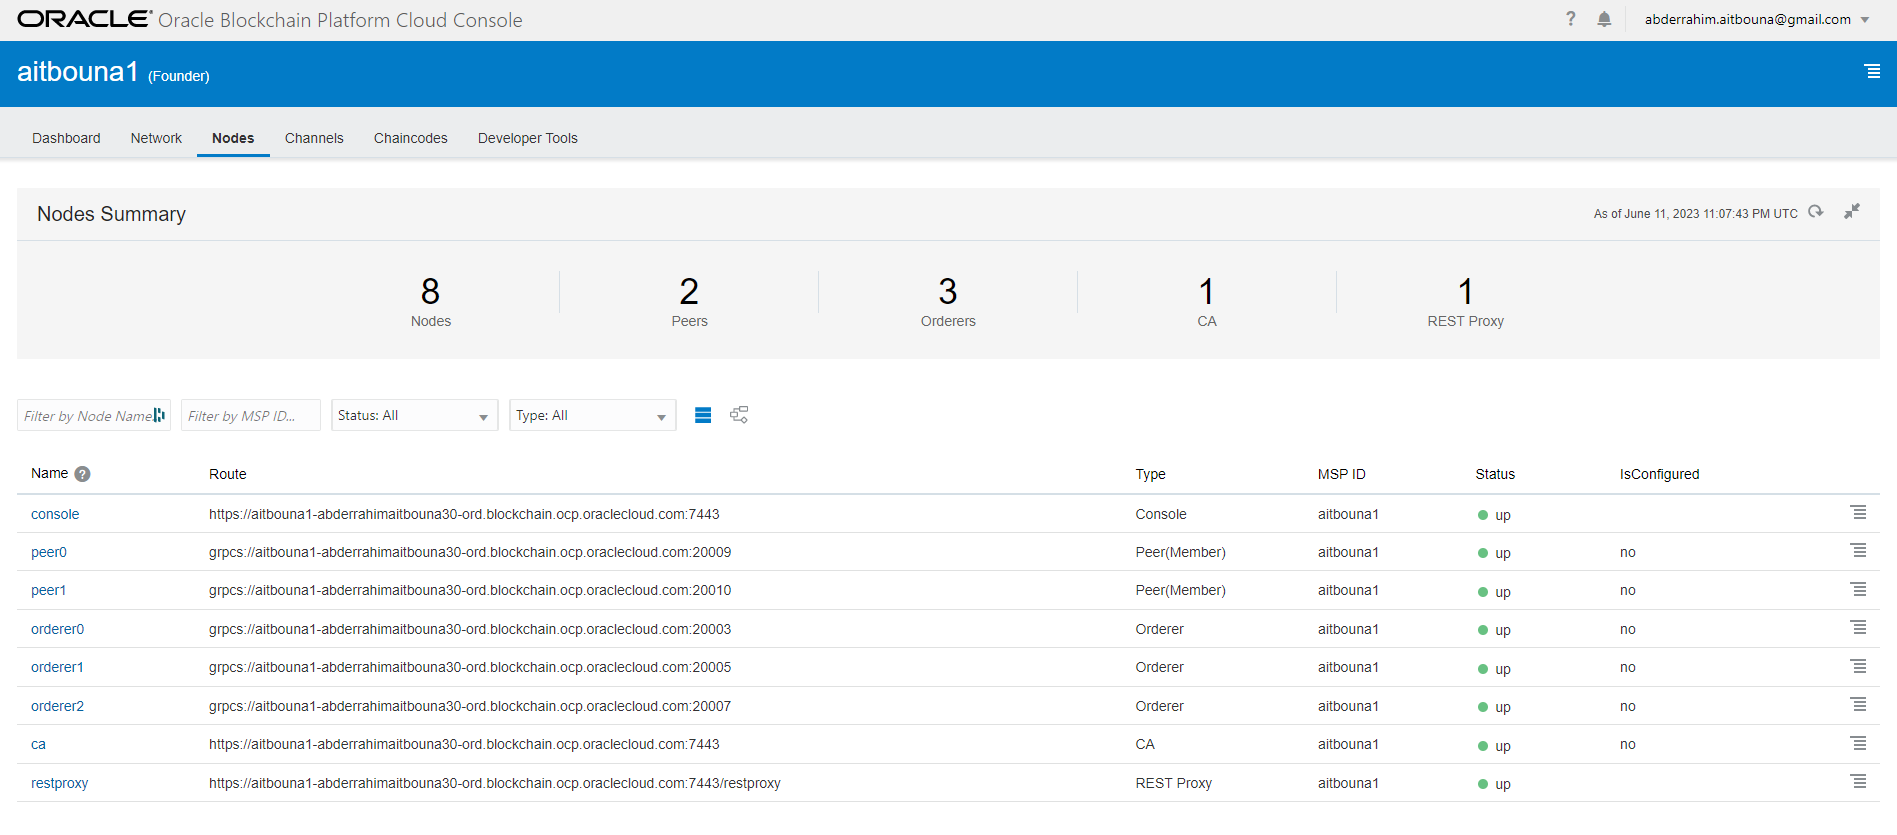 ORACLE® Oracle Blockchain Platform Cloud Console ? abderrahim.aitbouna@gmail.com
aitbouna1 (Founder)
Dashboard Network Nodes Channels Chaincodes Developer Tools
Nodes Summary As of June 11, 2023 11:07:43 PM UTC
8 2 3 1 1
Nodes Peers Orderers CA REST Proxy
Filter by Node Name. Filter by MSP ID... Status: All Type: All
Name ? Route Type MSP ID Status IsConfigured
console https://aitbouna1-abderrahimaitbouna30-ord.blockchain.ocp.oraclecloud.com:7443 Console aitbouna1 up
peer0 grpcs://aitbouna1-abderrahimaitbouna30-ord.blockchain.ocp.oraclecloud.com:20009 Peer(Member) aitbouna1 up no
peer1 grpcs://aitbouna1-abderrahimaitbouna30-ord.blockchain.ocp.oraclecloud.com:20010 Peer(Member) aitbouna1 up no
orderer0 grpcs://aitbouna1-abderrahimaitbouna30-ord.blockchain.ocp.oraclecloud.com:20003 Orderer aitbouna1 up no
orderer1 grpcs://aitbouna1-abderrahimaitbouna30-ord.blockchain.ocp.oraclecloud.com:20005 Orderer aitbouna1 up no
orderer2 grpcs://aitbouna1-abderrahimaitbouna30-ord.blockchain.ocp.oraclecloud.com:20007 Orderer aitbouna1 up no
ca https://aitbouna1-abderrahimaitbouna30-ord.blockchain.ocp.oraclecloud.com:7443 CA aitbouna1 up no
restproxy https://aitbouna1-abderrahimaitbouna30-ord.blockchain.ocp.oraclecloud.com:7443/restproxy REST Proxy aitbouna1 up